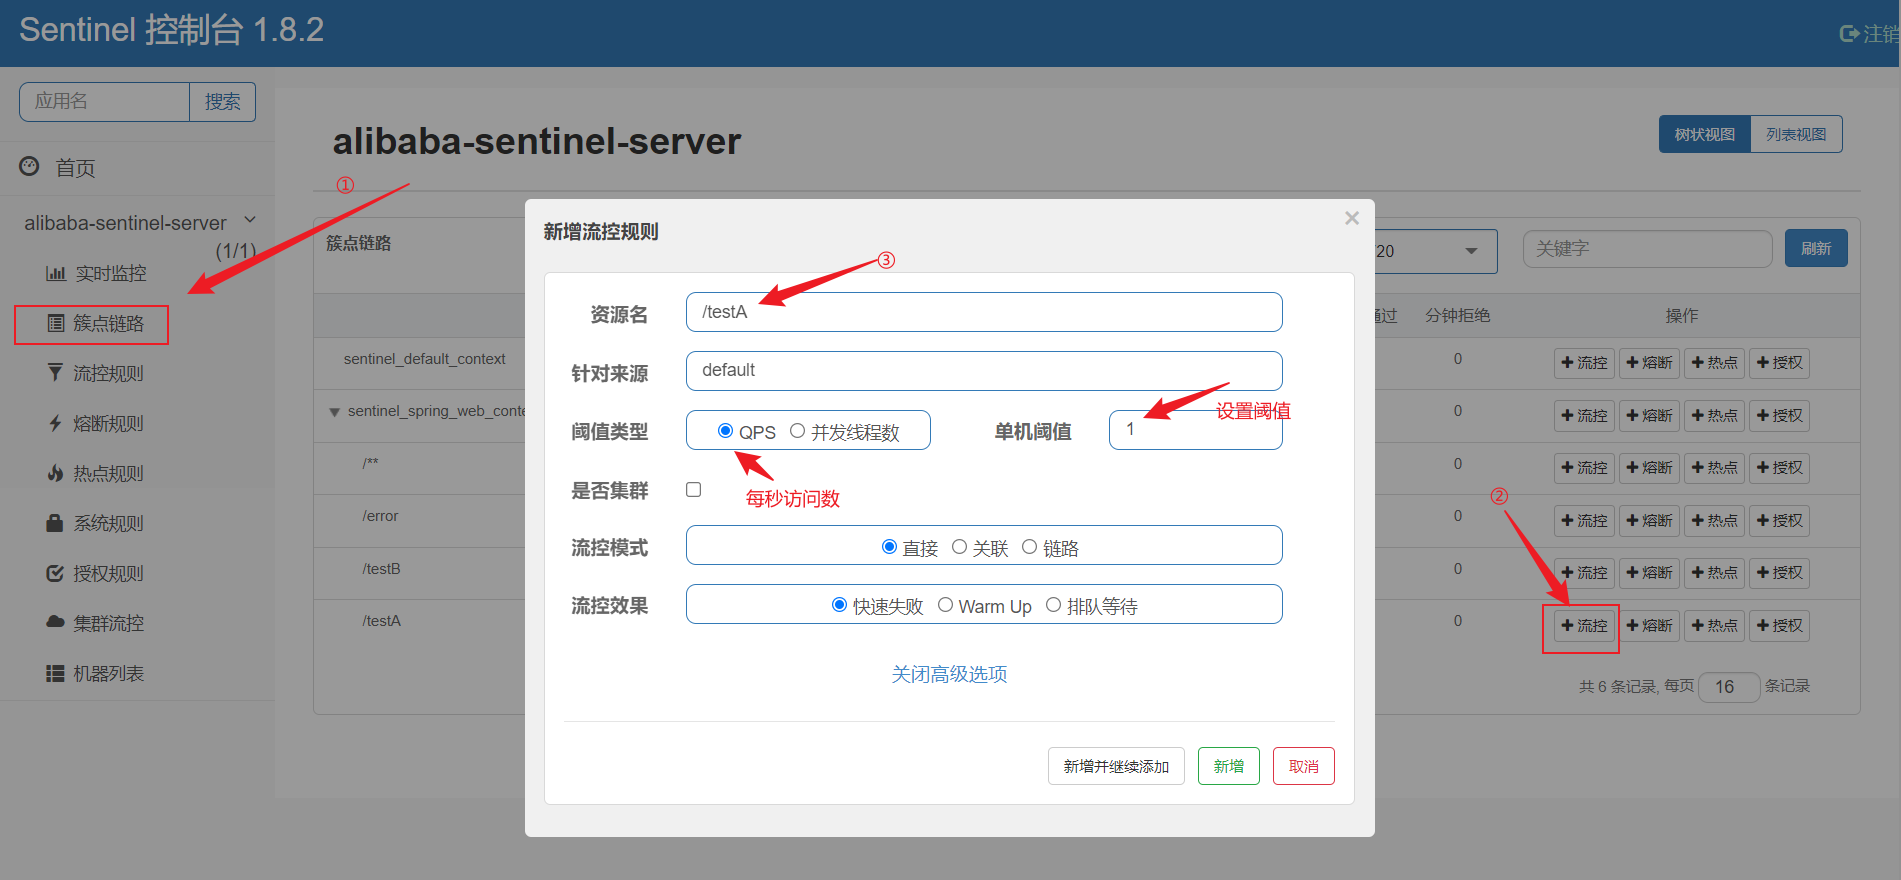 Sentinel 控制台 1.8.2
注销
应用名 搜索
首页
alibaba-sentinel-server
(1/1)
实时监控
簇点链路
流控规则
熔断规则
热点规则
系统规则
授权规则
集群流控
机器列表
①
alibaba-sentinel-server
树状视图 列表视图
簇点链路
20 关键字 刷新
通过 分钟拒绝 操作
sentinel_default_context 0 流控 熔断 热点 授权
sentinel_spring_web_conte 0 流控 熔断 热点 授权
/** 0 流控 熔断 热点 授权
②
/error 0 流控 熔断 热点 授权
/testB 0 流控 熔断 热点 授权
/testA 0 流控 熔断 热点 授权
共 6 条记录, 每页 16 条记录
新增流控规则 ×
③
资源名 /testA
针对来源 default
设置阈值
阈值类型 QPS 并发线程数 单机阈值 1
是否集群
每秒访问数
流控模式 直接 关联 链路
流控效果 快速失败 Warm Up 排队等待
关闭高级选项
新增并继续添加 新增 取消